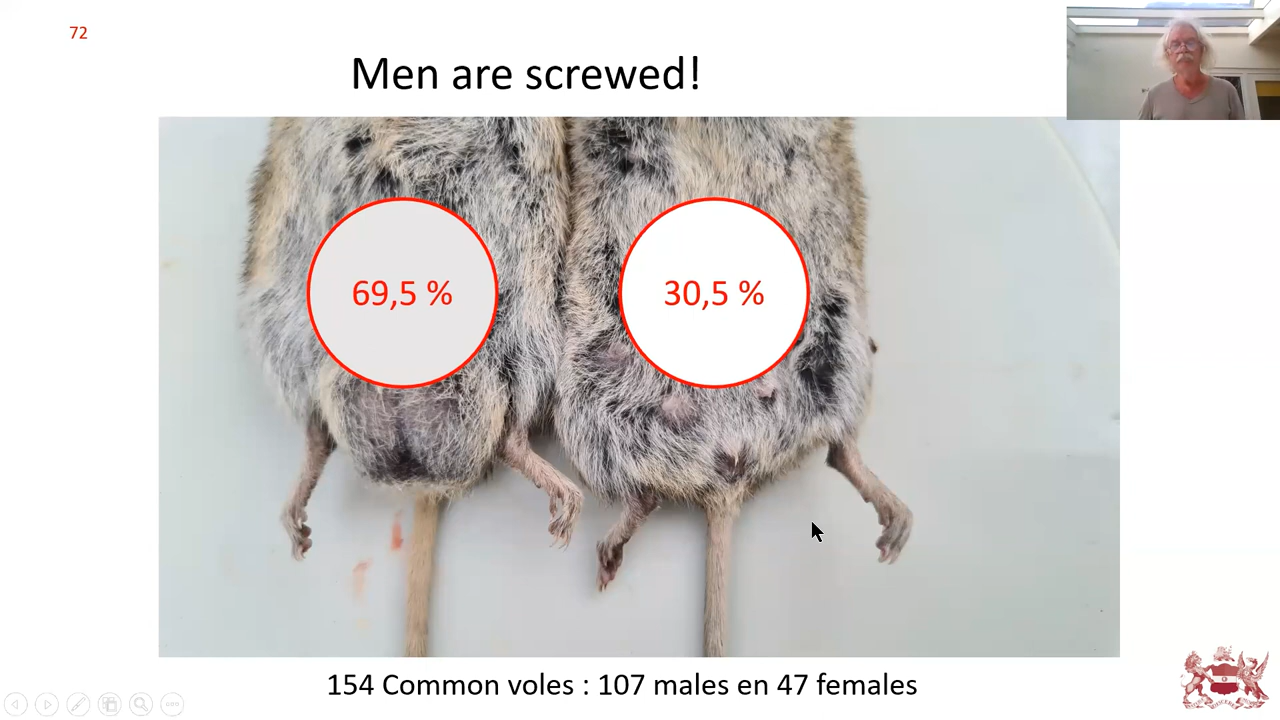 72
Men are screwed!
69,5 %
30,5 %
154 Common voles : 107 males en 47 females